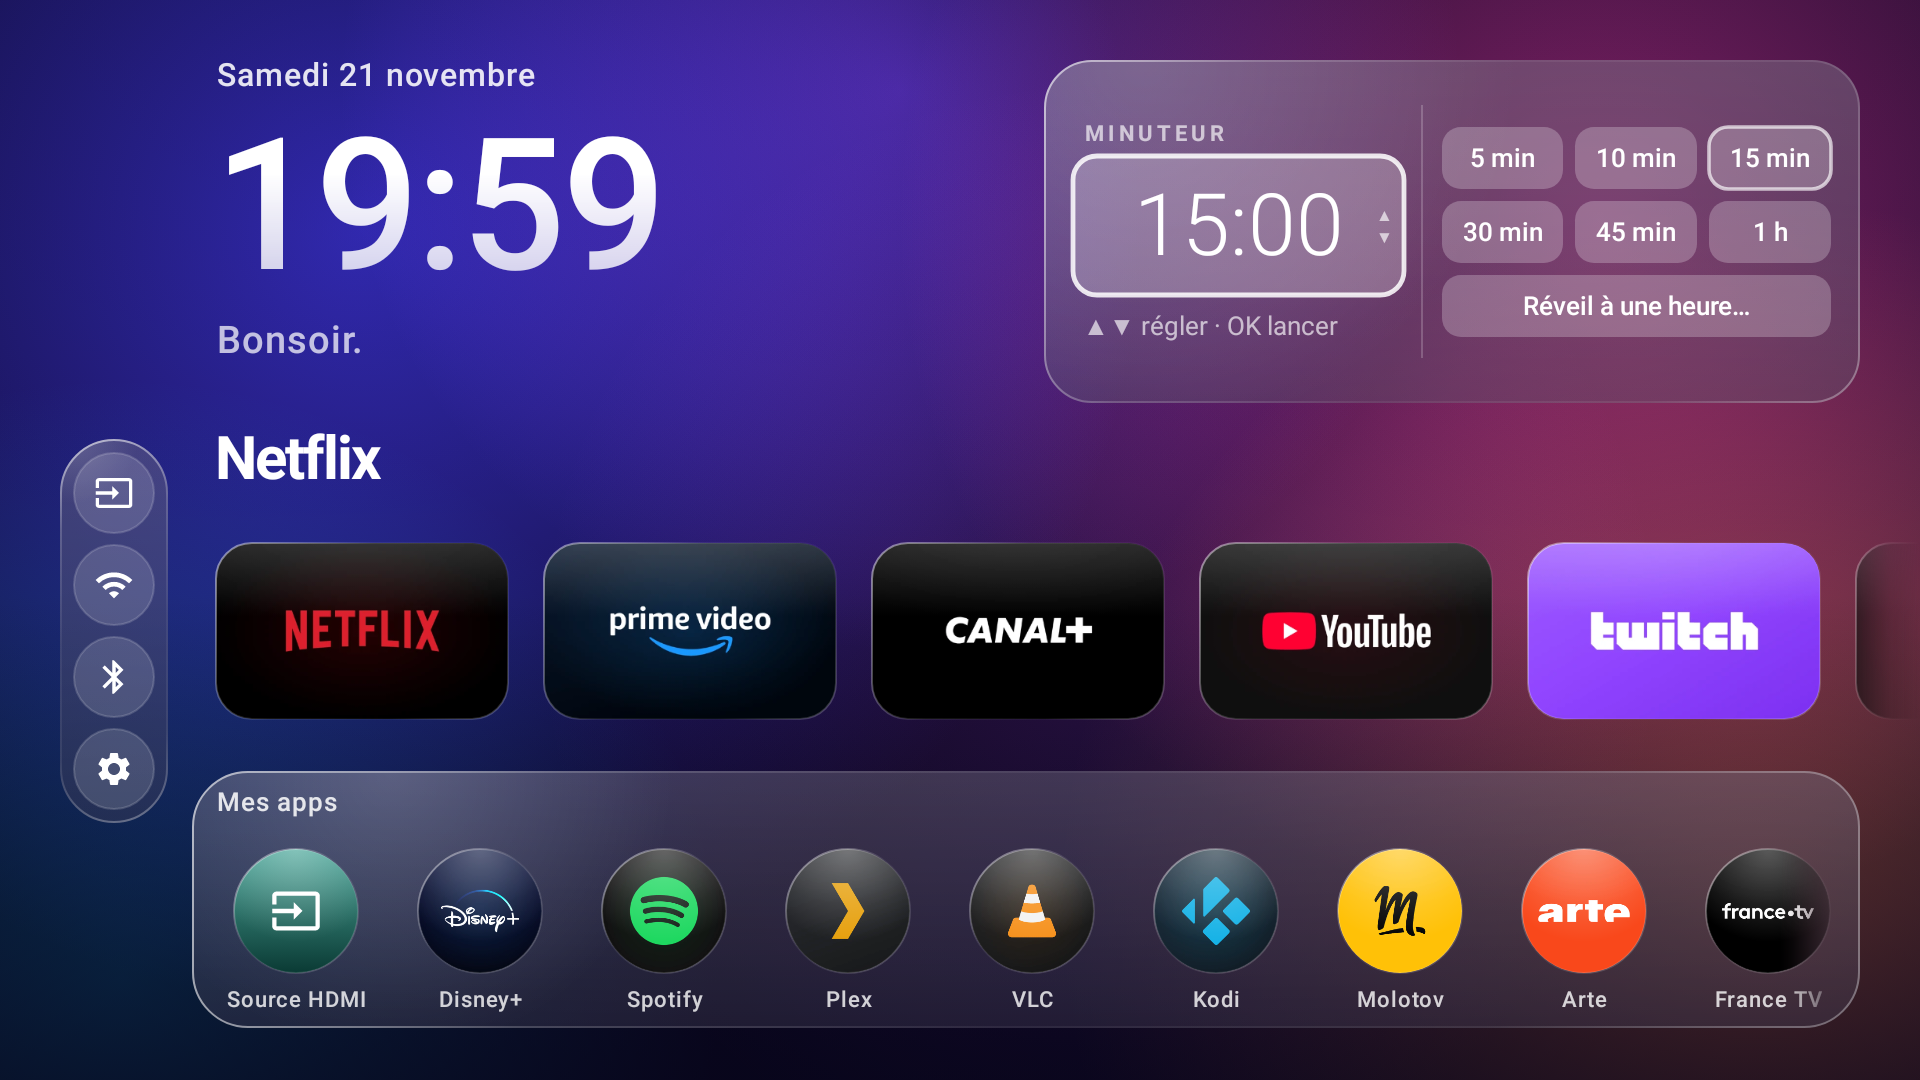 Samedi 21 novembre
19:59
Bonsoir.
MINUTEUR
15:00
▲ ▼ régler · OK lancer
5 min
10 min
15 min
30 min
45 min
1 h
Réveil à une heure...
Netflix
NETFLIX
prime video
CANAL+
YouTube
twitch
Mes apps
Disney+
arte
france•tv
Source HDMI
Disney+
Spotify
Plex
VLC
Kodi
Molotov
Arte
France TV